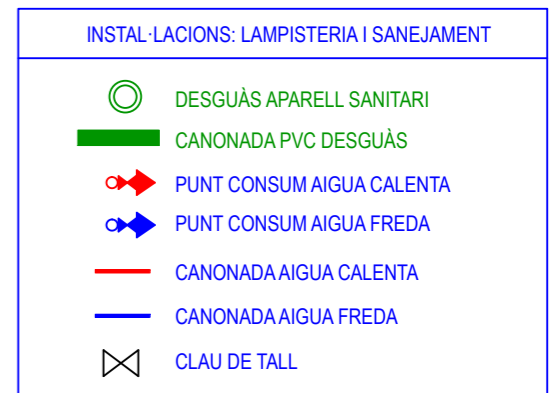 INSTAL·LACIONS: LAMPISTERIA I SANEJAMENT
DESGUÀS APARELL SANITARI
CANONADA PVC DESGUÀS
PUNT CONSUM AIGUA CALENTA
PUNT CONSUM AIGUA FREDA
CANONADA AIGUA CALENTA
CANONADA AIGUA FREDA
CLAU DE TALL